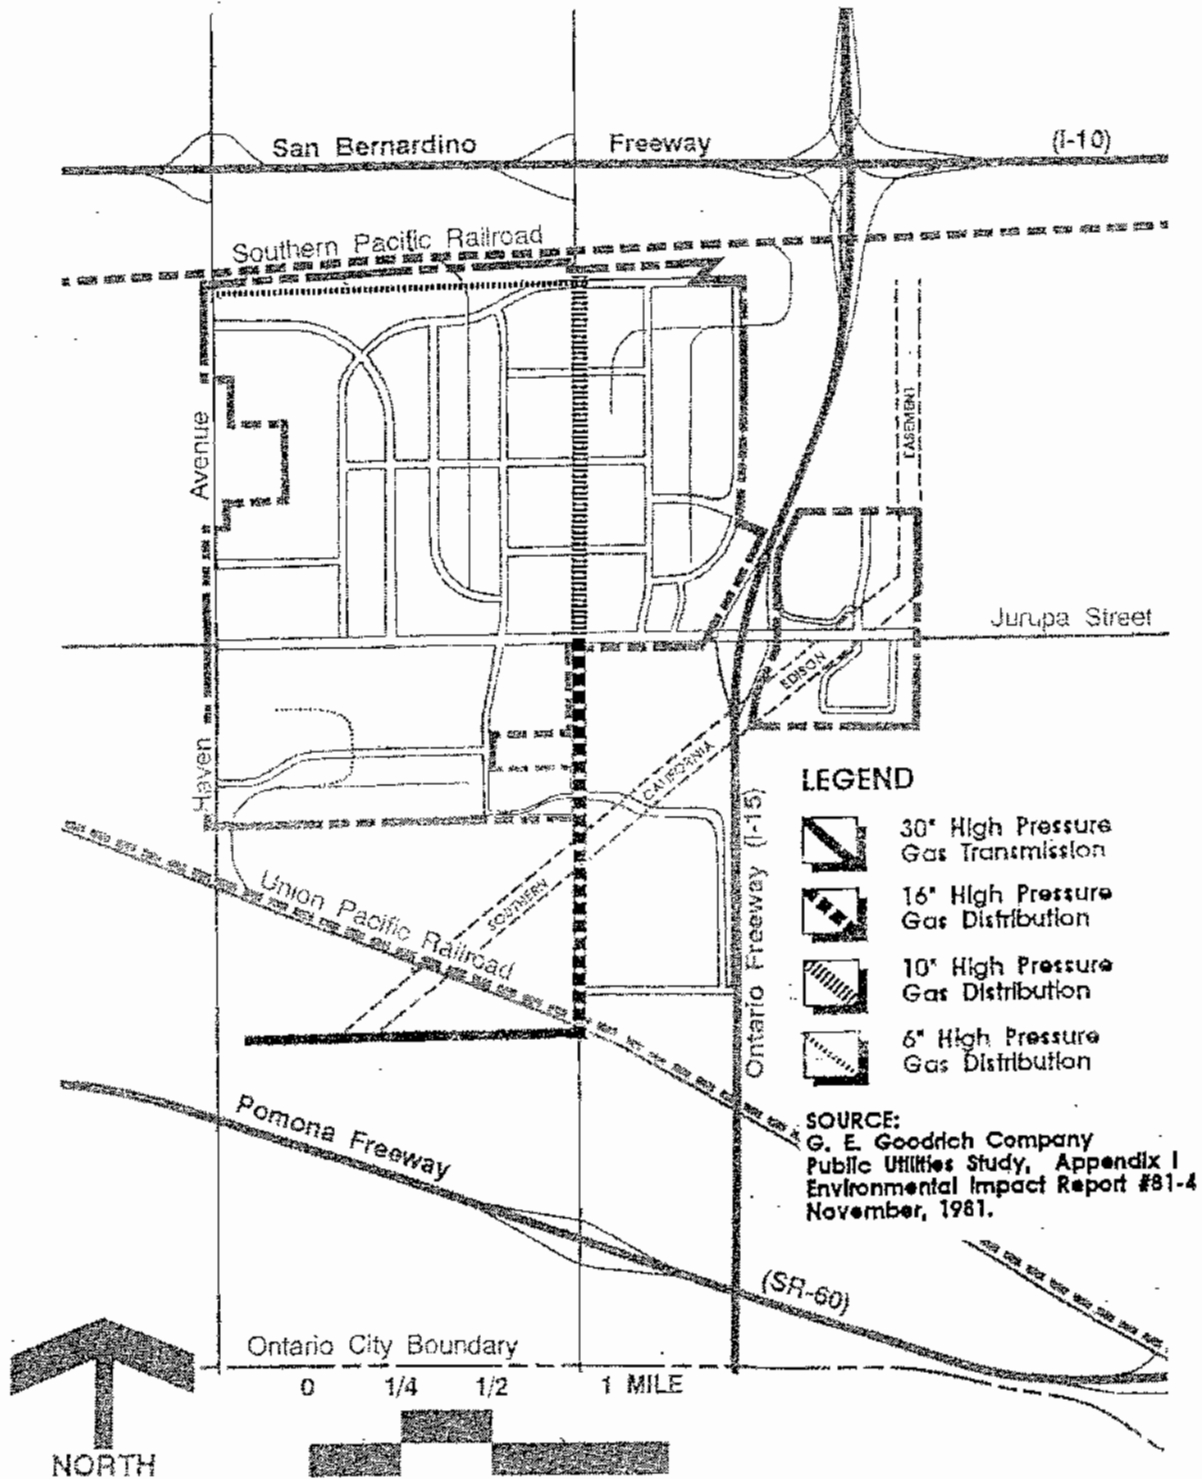 San Bernardino Freeway (I-10)
Southern Pacific Railroad
EASEMENT
Avenue
Jurupa Street
EDISON
CALIFORNIA
Haven
SOUTHERN
Union Pacific Railroad
Ontario Freeway (I-15)
LEGEND
30" High Pressure
Gas Transmission
16" High Pressure
Gas Distribution
10" High Pressure
Gas Distribution
6" High Pressure
Gas Distribution
Pomona Freeway
(SR-60)
SOURCE:
G. E. Goodrich Company
Public Utilities Study, Appendix I
Environmental Impact Report #81-4
November, 1981.
Ontario City Boundary
0 1/4 1/2 1 MILE
NORTH